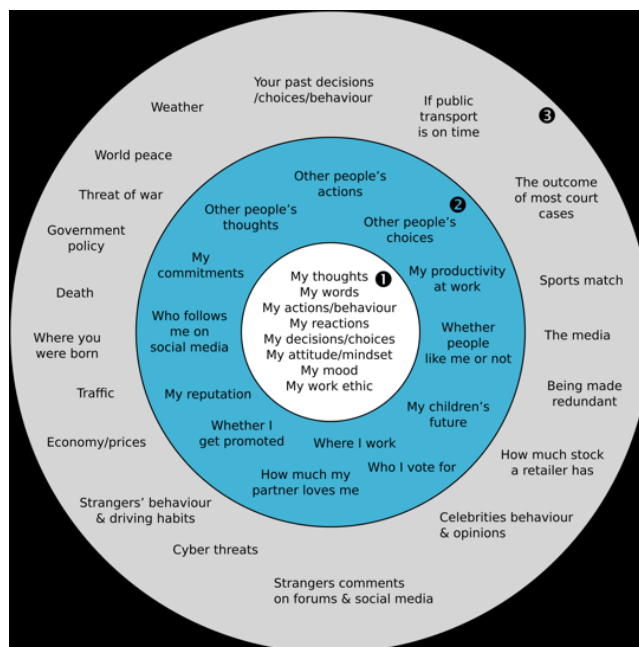 Your past decisions
/choices/behaviour
Weather
If public
transport
is on time
❸
World peace
Threat of war
The outcome
of most court
cases
Government
policy
Death
Sports match
Where you
were born
The media
Traffic
Being made
redundant
Economy/prices
How much stock
a retailer has
Strangers’ behaviour
& driving habits
Celebrities behaviour
& opinions
Cyber threats
Strangers comments
on forums & social media
Other people’s
actions
❷
Other people’s
thoughts
Other people’s
choices
My
commitments
My productivity
at work
Who follows
me on
social media
Whether
people
like me or not
My reputation
My children’s
future
Whether I
get promoted
Where I work
How much my
partner loves me
Who I vote for
❶
My thoughts
My words
My actions/behaviour
My reactions
My decisions/choices
My attitude/mindset
My mood
My work ethic